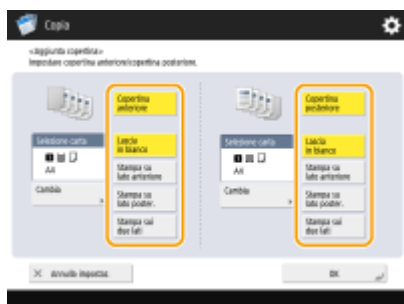 Copia
<Aggiunta copertina>
Impostare copertina anteriore/copertina posteriore.
Copertina
anteriore
Selezione carta
A4
Cambia
Lascia
in bianco
Stampa su
lato anteriore
Stampa su
lato poster.
Stampa sui
due lati
Copertina
posteriore
Selezione carta
A4
Cambia
Lascia
in bianco
Stampa su
lato anteriore
Stampa su
lato poster.
Stampa sui
due lati
Annulla impostaz.
OK